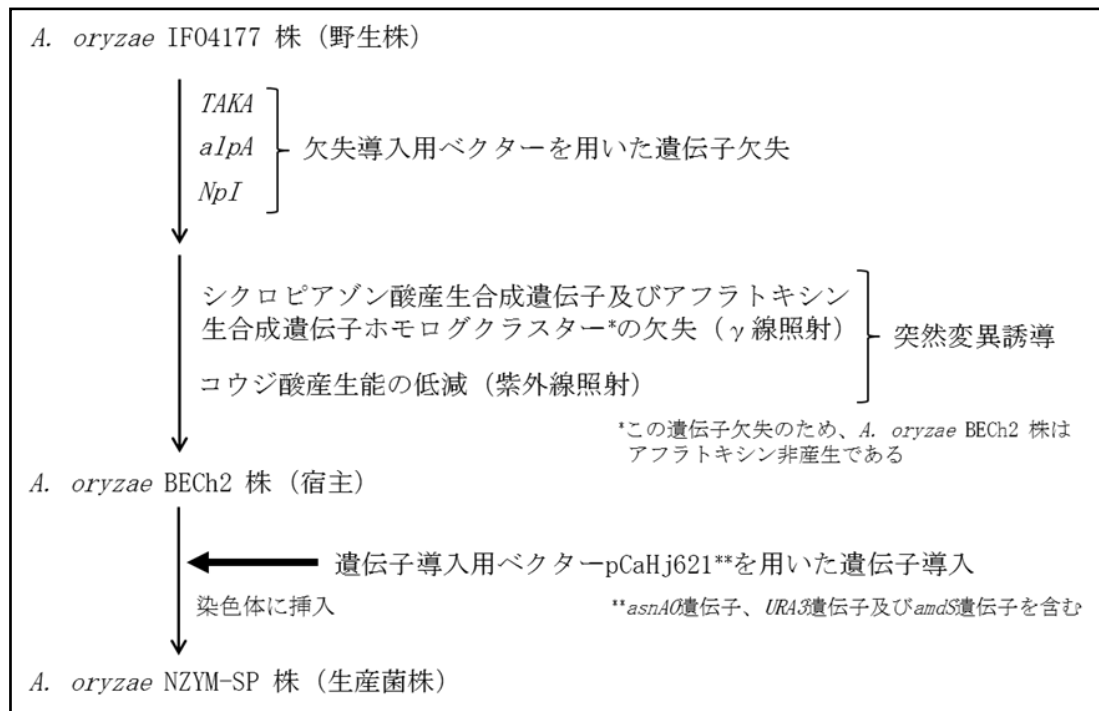 A. oryzae IFO4177 株（野生株）
TAKA
alpA
NpI
欠失導入用ベクターを用いた遺伝子欠失
シクロピアゾン酸産生合成遺伝子及びアフラトキシン
生合成遺伝子ホモログクラスター*の欠失（γ線照射）
コウジ酸産生能の低減（紫外線照射）
突然変異誘導
*この遺伝子欠失のため、A. oryzae BECh2 株は
アフラトキシン非産生である
A. oryzae BECh2 株（宿主）
遺伝子導入用ベクターpCaHj621**を用いた遺伝子導入
染色体に挿入
**asnAO遺伝子、URA3遺伝子及びamdS遺伝子を含む
A. oryzae NZYM-SP 株（生産菌株）